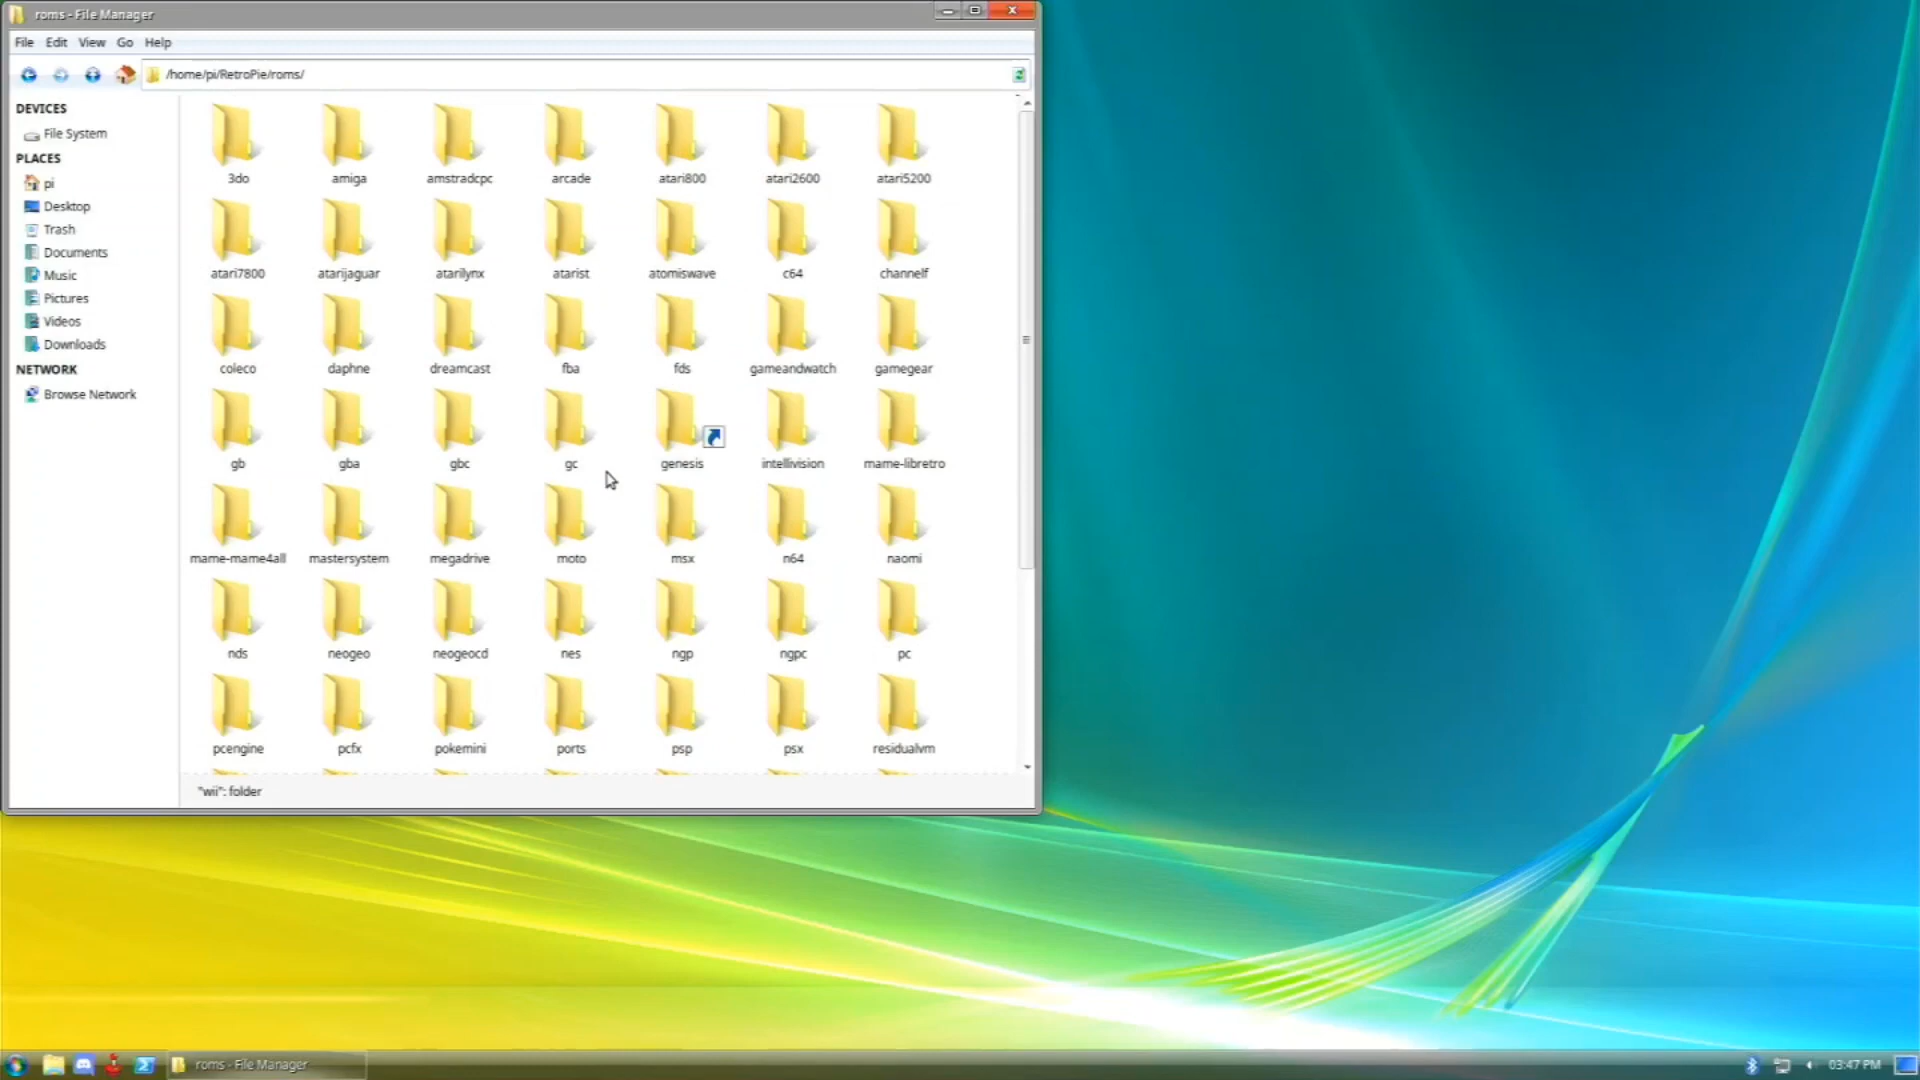 roms - File Manager
File Edit View Go Help
/home/pi/RetroPie/roms/
DEVICES
File System
PLACES
pi
Desktop
Trash
Documents
Music
Pictures
Videos
Downloads
NETWORK
Browse Network
3do amiga amstradcpc arcade atari800 atari2600 atari5200
atari7800 atarijaguar atarilynx atarist atomiswave c64 channelf
coleco daphne dreamcast fba fds gameandwatch gamegear
gb gba gbc gc genesis intellivision mame-libretro
mame-mame4all mastersystem megadrive moto msx n64 naomi
nds neogeo neogeocd nes ngp ngpc pc
pcengine pcfx pokemini ports psp psx residualvm
"wii": folder
roms - File Manager
03:47 PM